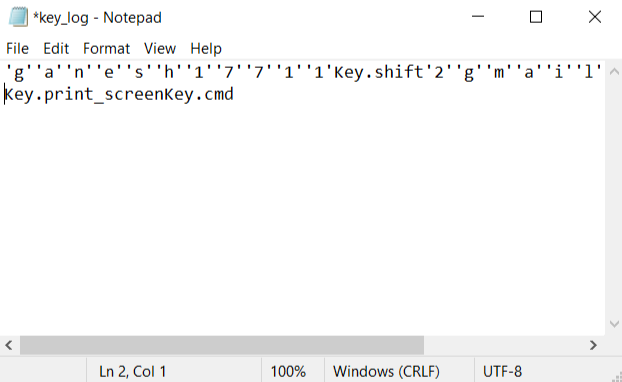 *key_log - Notepad
File Edit Format View Help
'g''a''n''e''s''h''1''7''7''1''1'Key.shift'2''g''m''a''i''l'
Key.print_screenKey.cmd
Ln 2, Col 1 100% Windows (CRLF) UTF-8